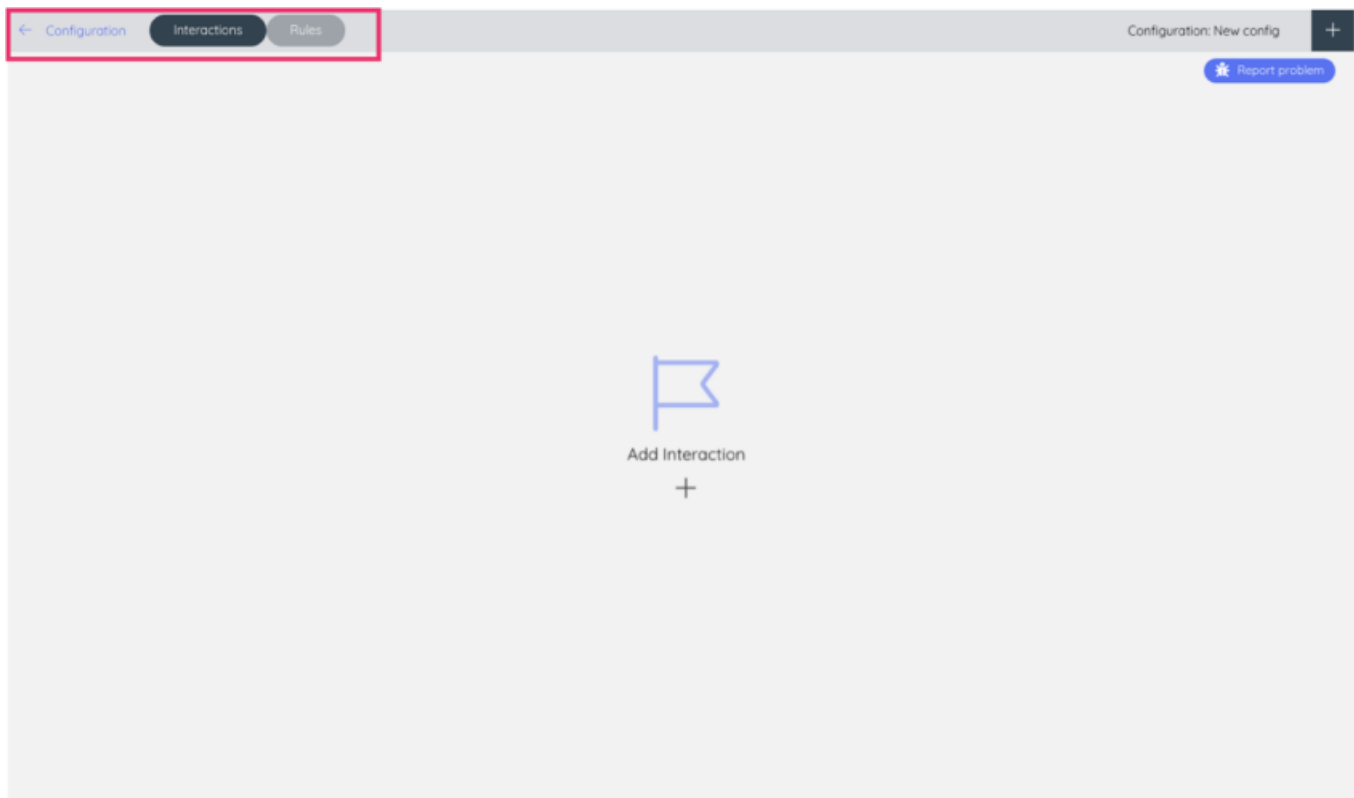 ← Configuration Interactions Rules Configuration: New config +
Report problem
Add Interaction
+